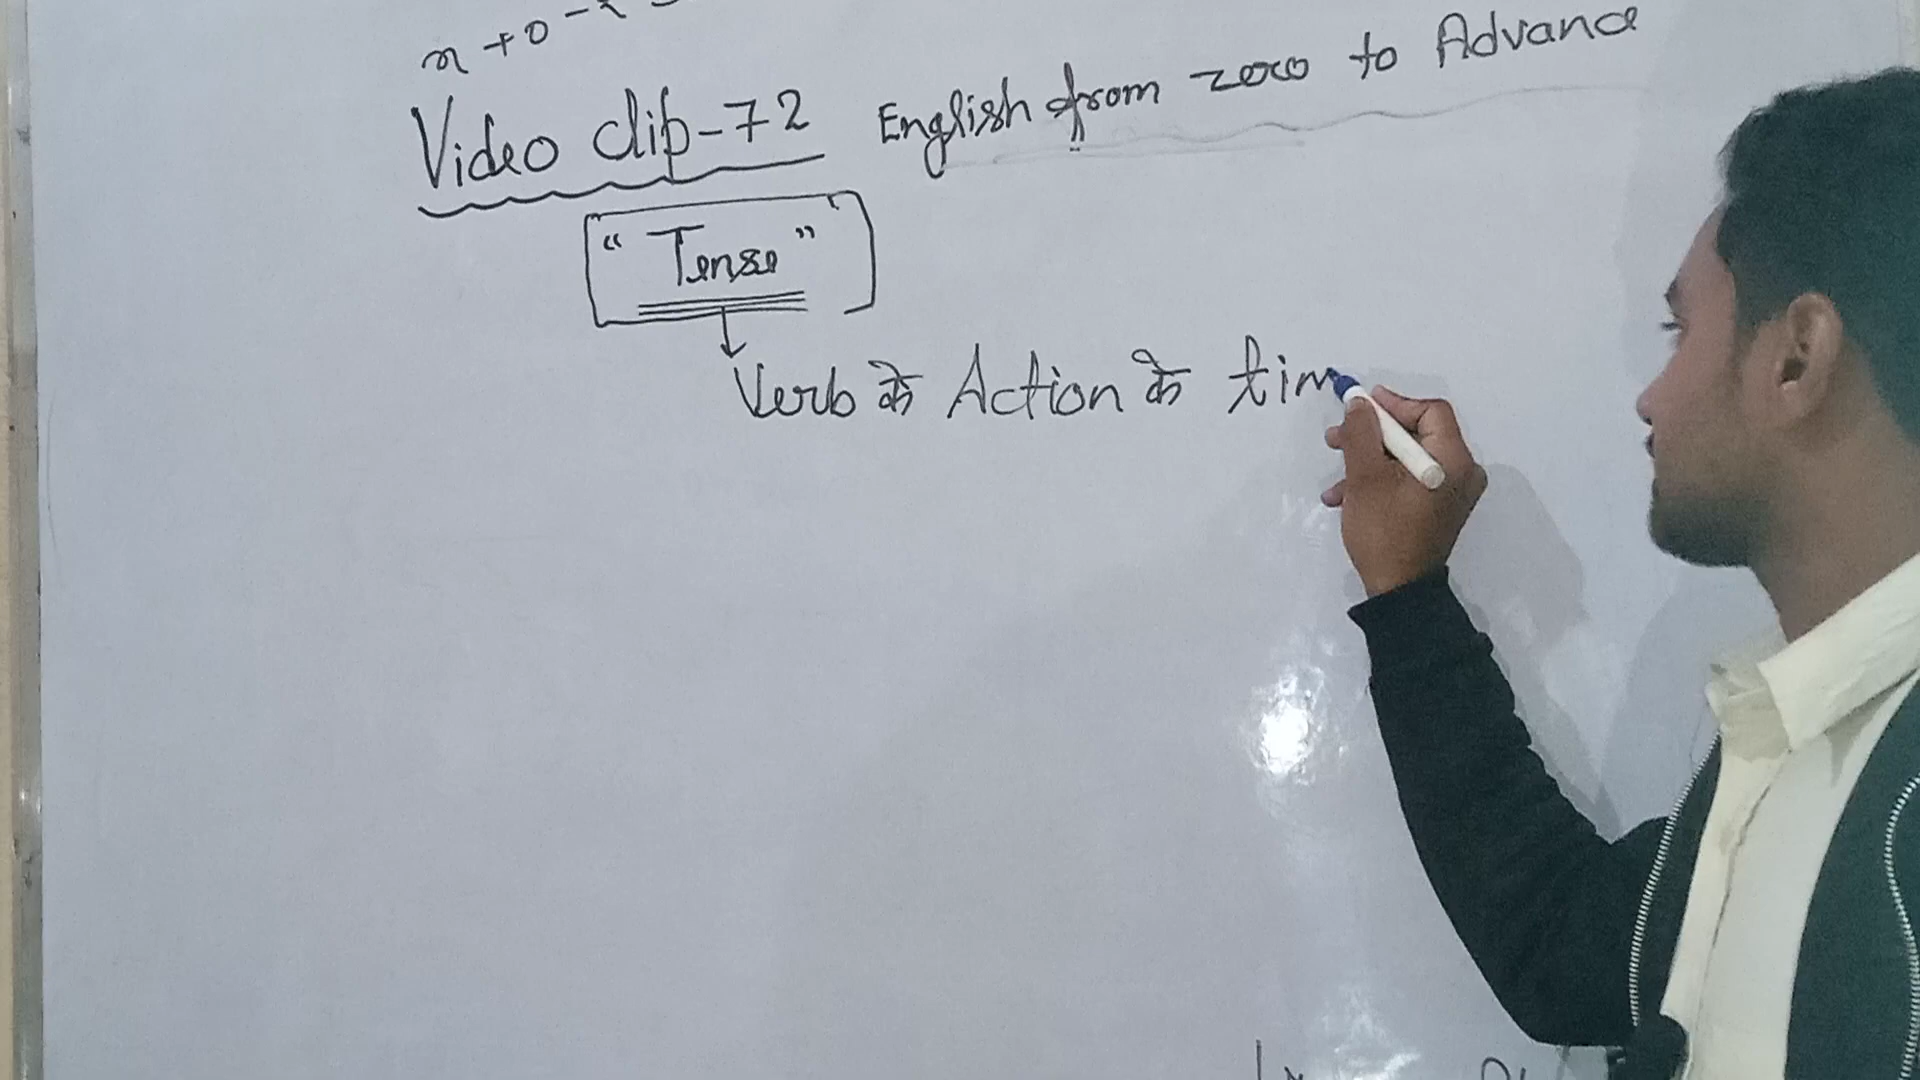 Video clip-72 English from zero to Advance
"Tense"
Verb के Action के tim